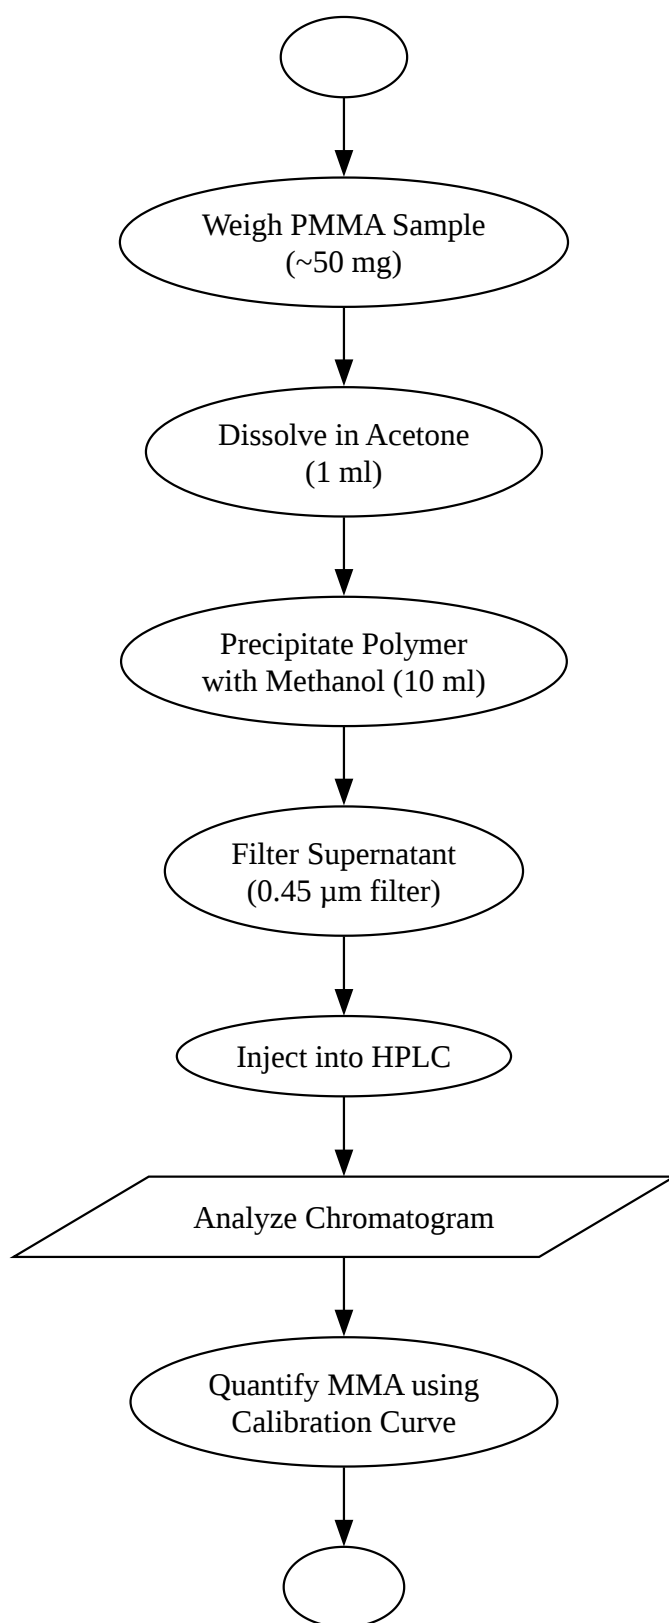 Weigh PMMA Sample
(~50 mg)
Dissolve in Acetone
(1 ml)
Precipitate Polymer
with Methanol (10 ml)
Filter Supernatant
(0.45 µm filter)
Inject into HPLC
Analyze Chromatogram
Quantify MMA using
Calibration Curve